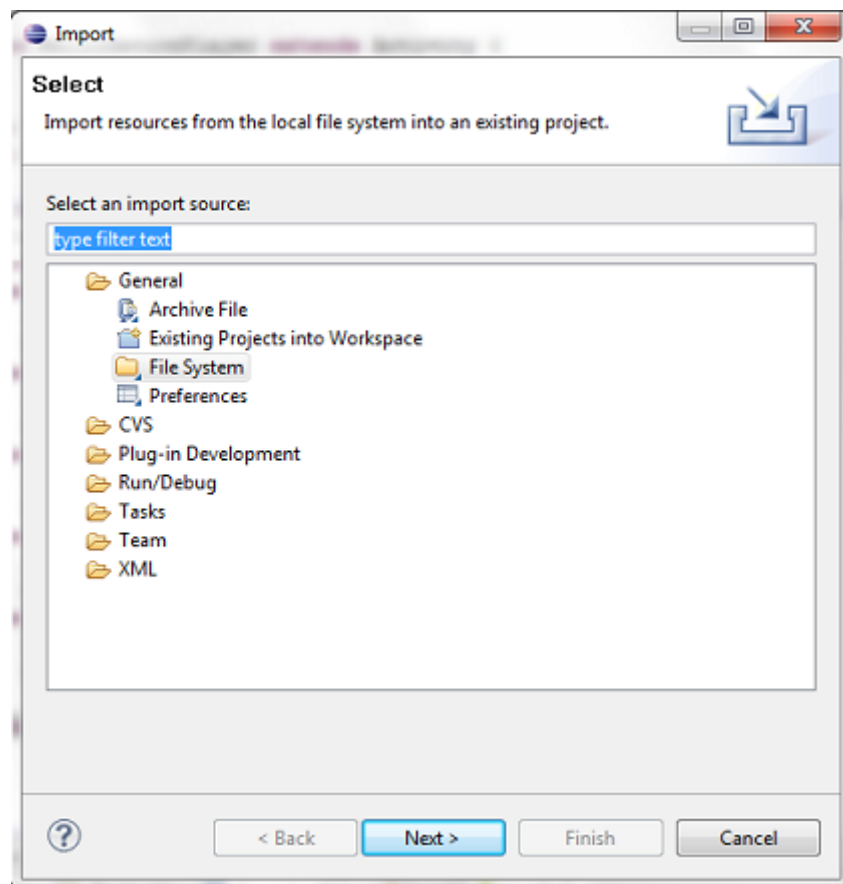 Import
Select
Import resources from the local file system into an existing project.
Select an import source:
type filter text
General
Archive File
Existing Projects into Workspace
File System
Preferences
CVS
Plug-in Development
Run/Debug
Tasks
Team
XML
? < Back Next > Finish Cancel